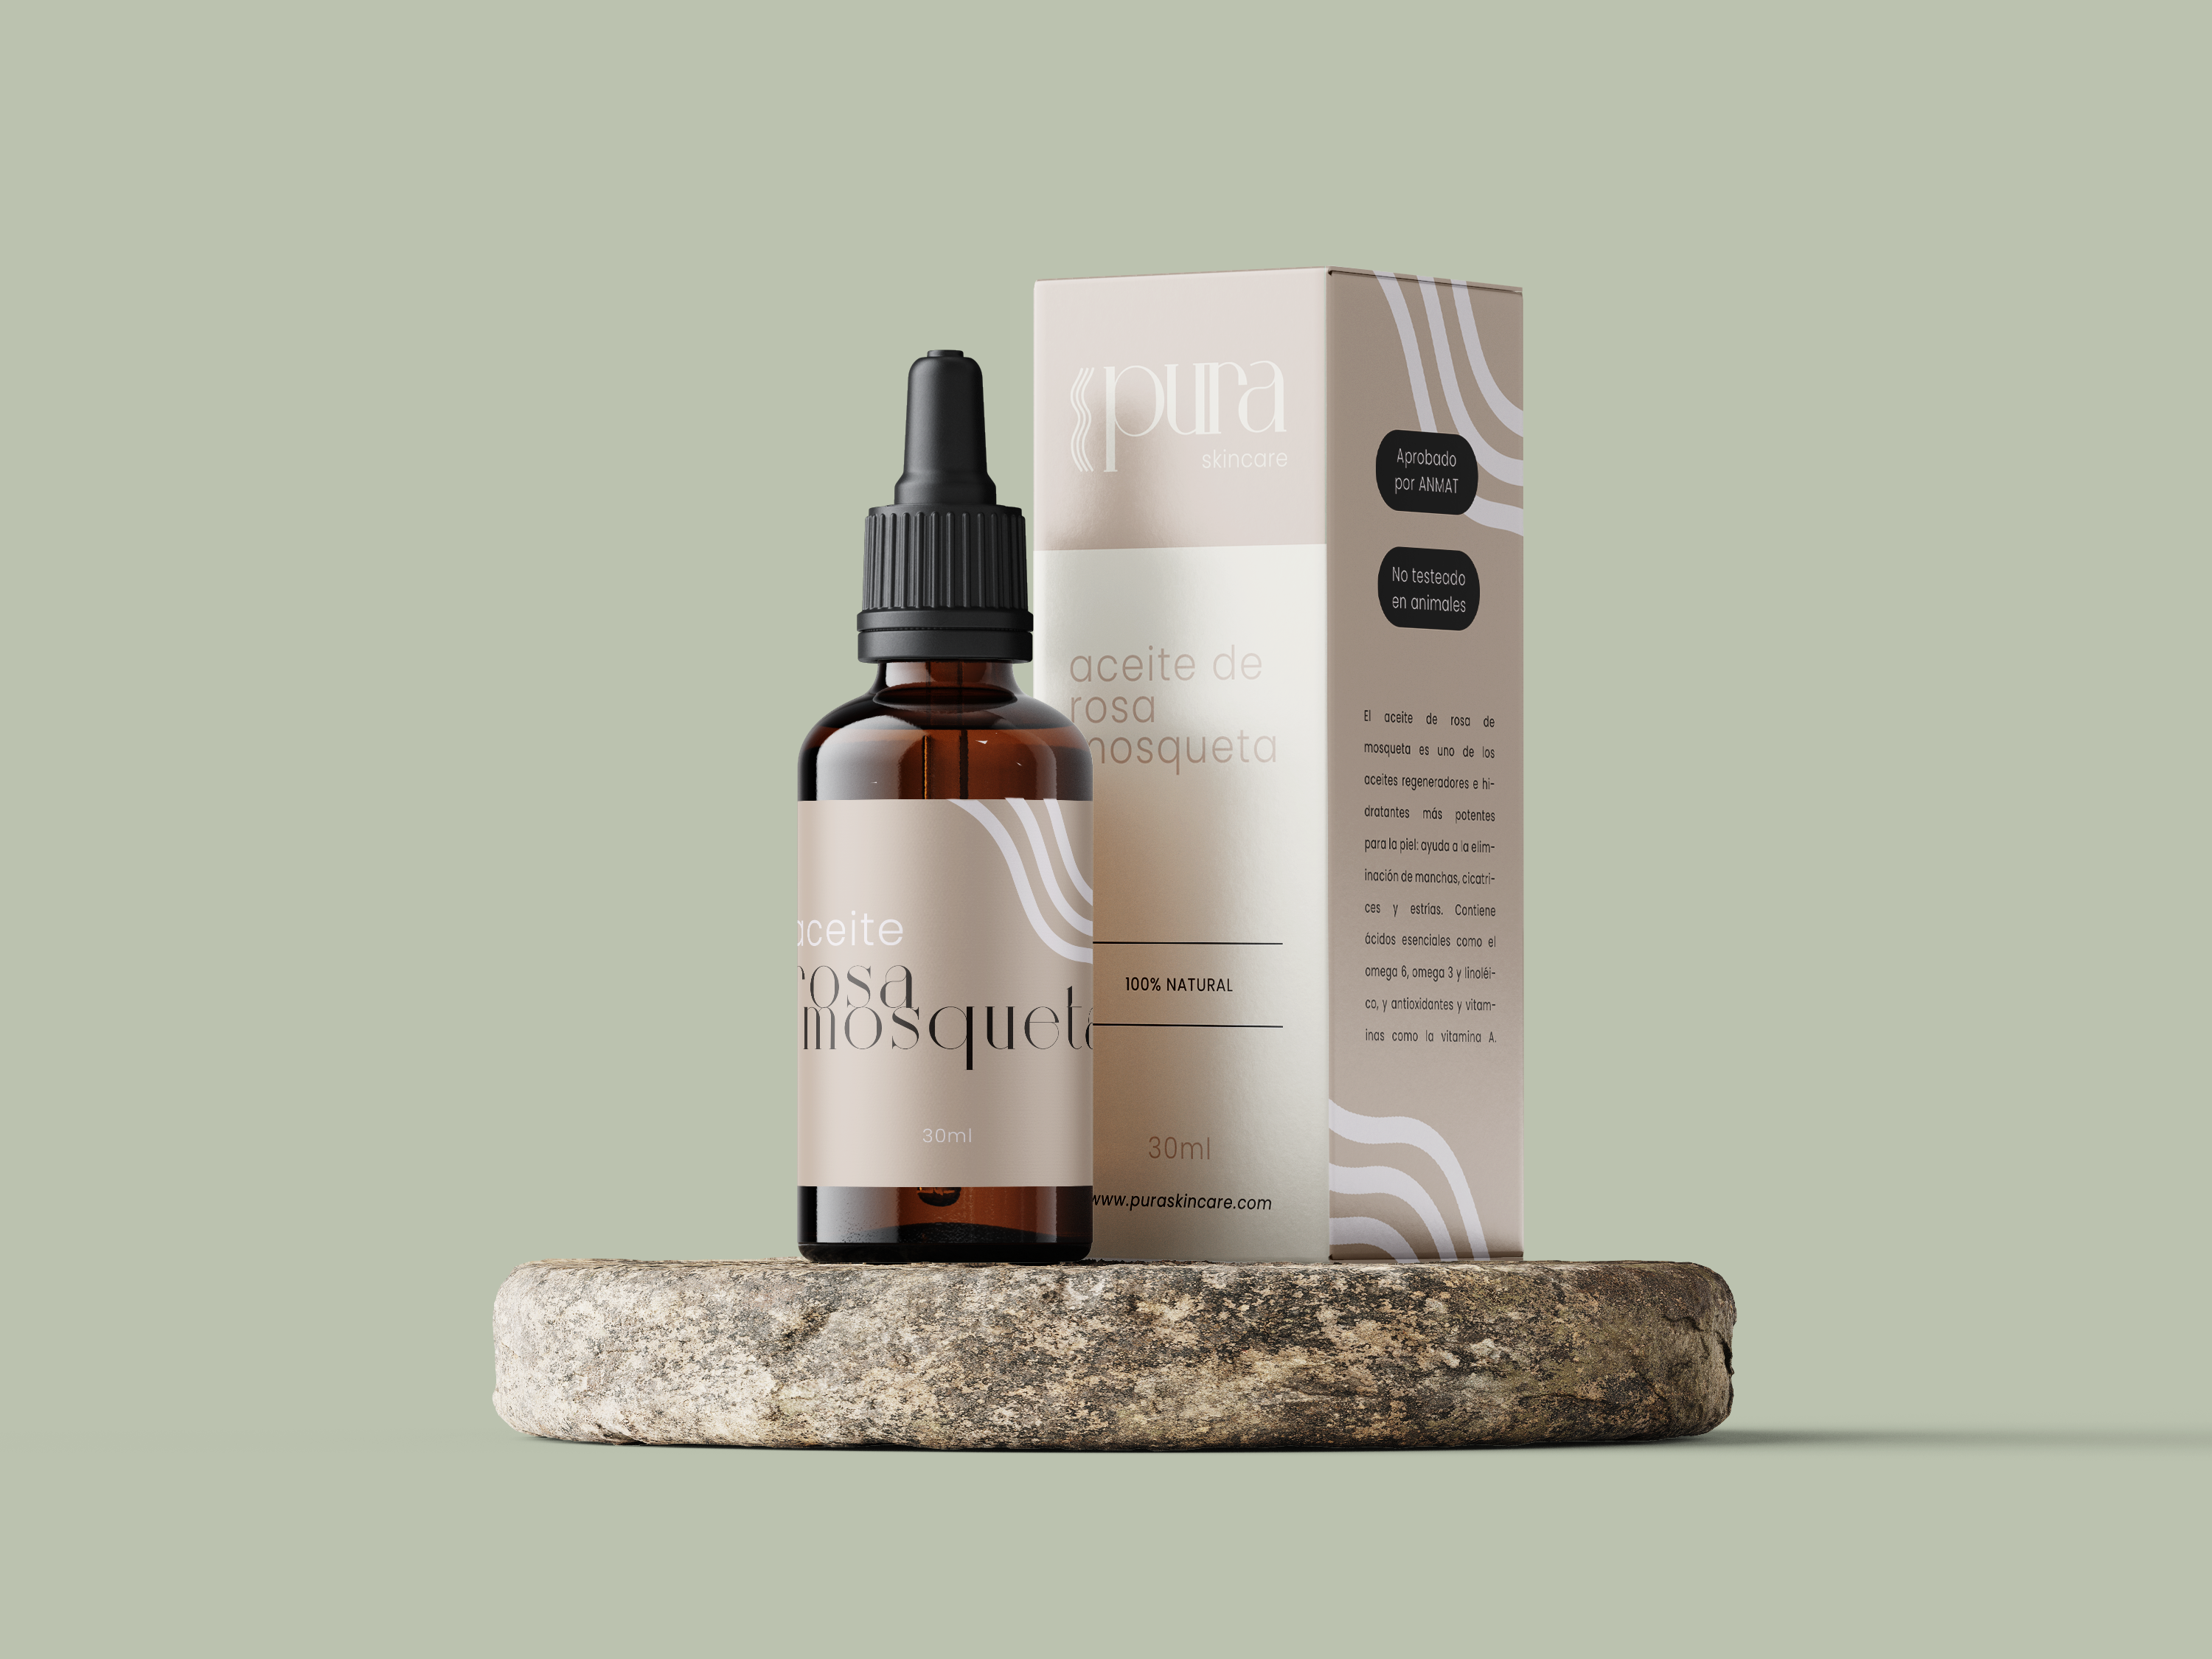 pura
skincare
aceite de
rosa
mosqueta
100% NATURAL
30ml
www.puraskincare.com
Aprobado
por ANMAT
No testeado
en animales
El aceite de rosa de
mosqueta es uno de los
aceites regeneradores e hi-
dratantes más potentes
para la piel: ayuda a la elim-
inación de manchas, cicatri-
ces y estrías. Contiene
ácidos esenciales como el
omega 6, omega 3 y linoléi-
co, y antioxidantes y vitam-
inas como la vitamina A.
aceite
rosa
mosqueta
30ml